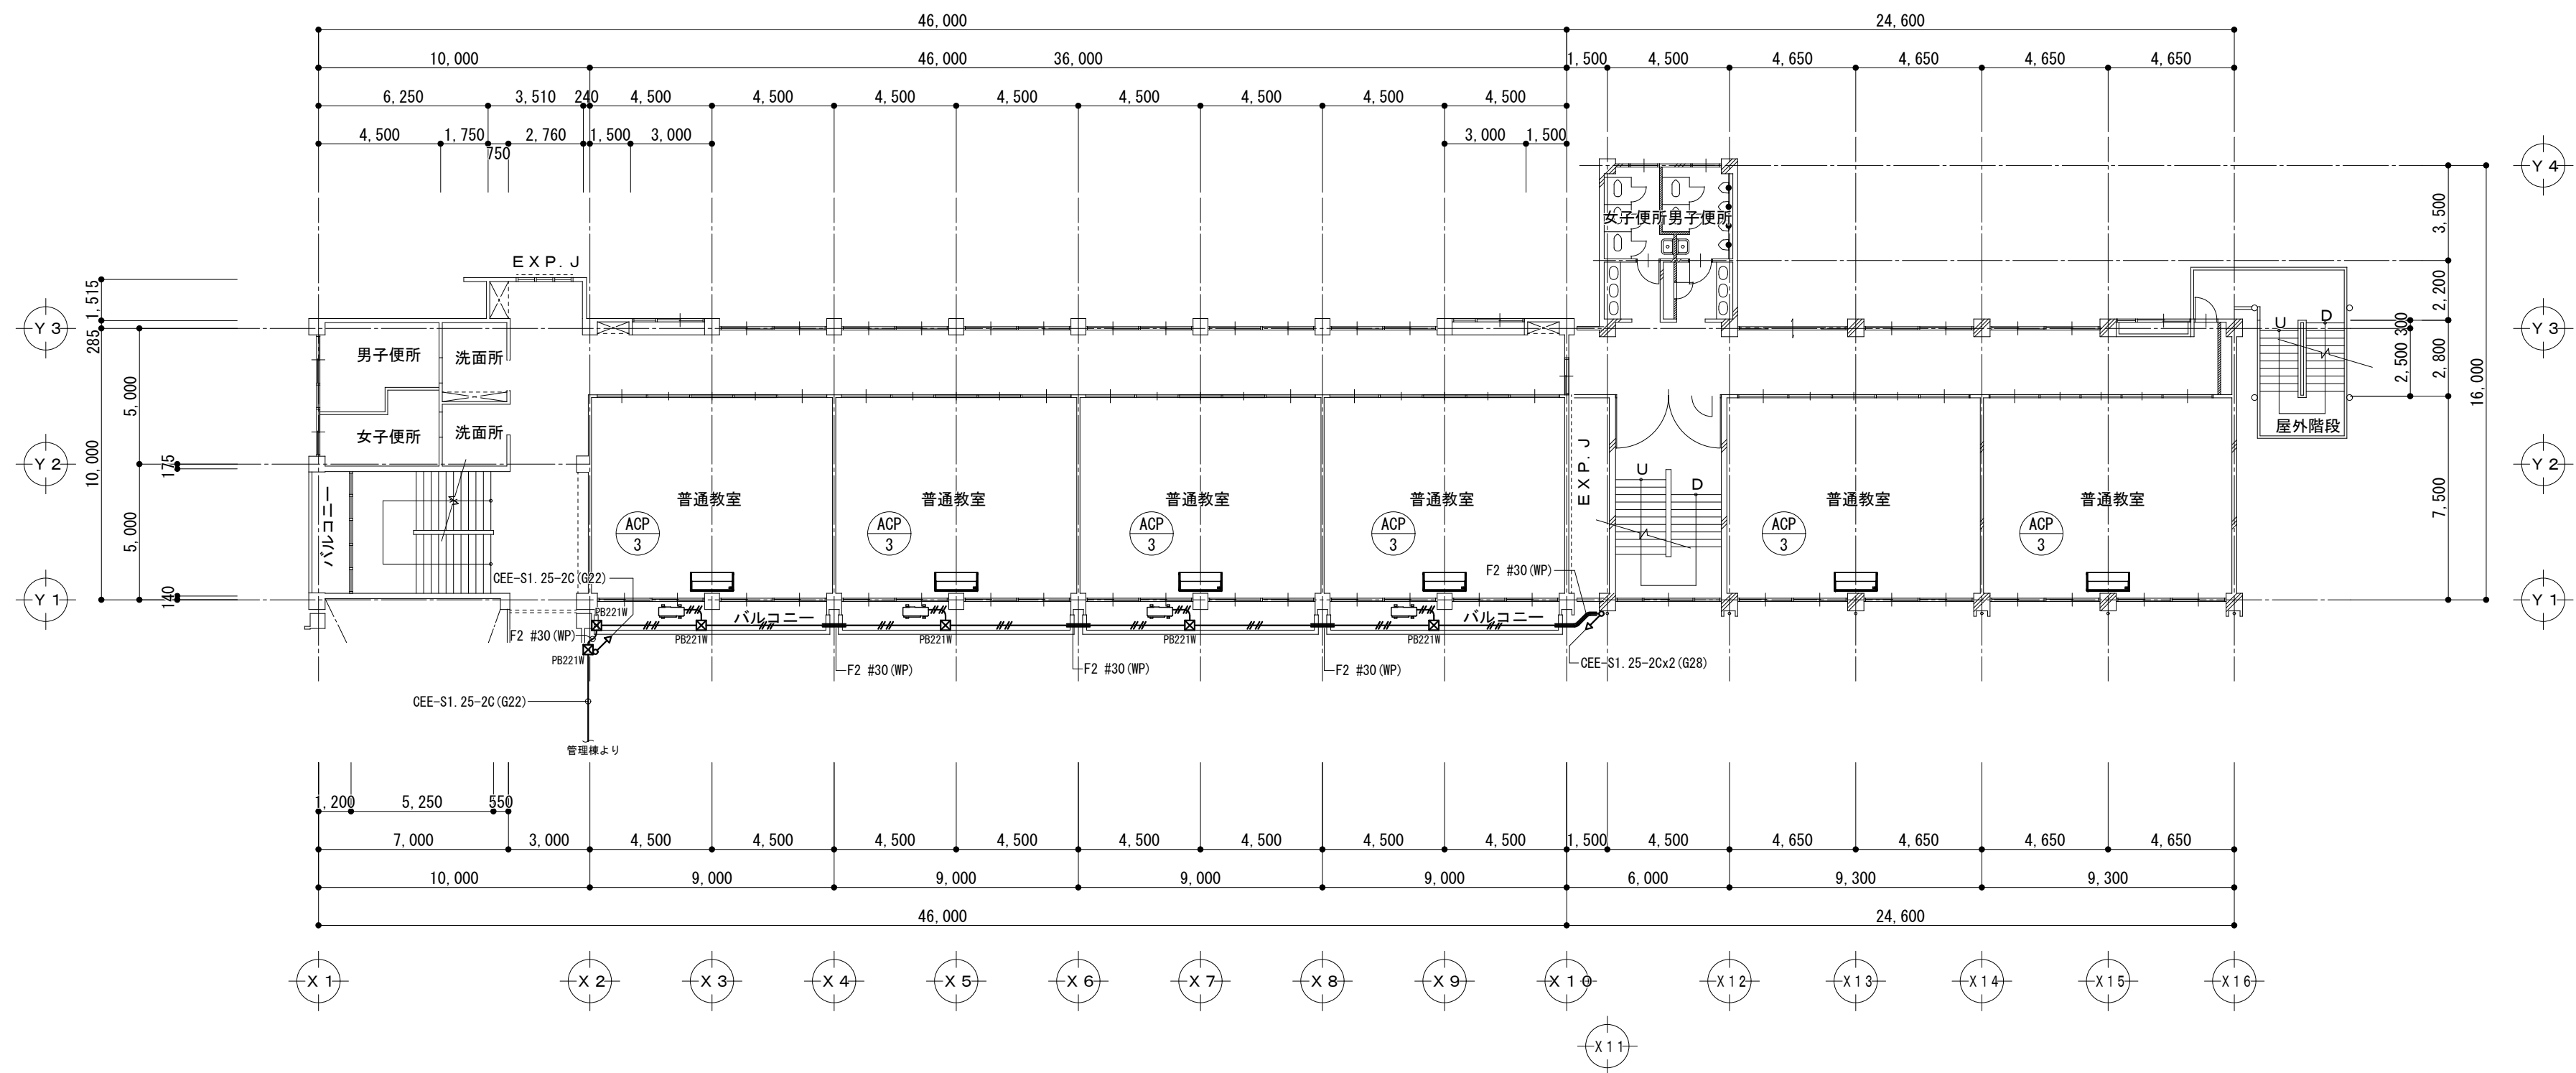 46,000 24,600
10,000 46,000 36,000 1,500 4,500 4,650 4,650 4,650 4,650
6,250 3,510 240 4,500 4,500 4,500 4,500 4,500 4,500 4,500 4,500
4,500 1,750 2,760 1,500 3,000 3,000 1,500
750
Y4
3,500
女子便所 男子便所
EXP.J
1,515
2,200
285
Y3
Y3
U D
300
男子便所 洗面所
2,500
2,800
5,000
16,000
女子便所 洗面所
屋外階段
EXP.J
10,000
175
Y2
Y2
U
D
7,500
バルコニー
普通教室 普通教室 普通教室 普通教室 普通教室 普通教室
ACP ACP ACP ACP ACP ACP
3 3 3 3 3 3
5,000
F2 #30(WP)
CEE-S1.25-2C(G22)
140
Y1
Y1
PB221W
バルコニー バルコニー
F2 #30(WP)
PB221W PB221W PB221W PB221W
PB221W
CEE-S1.25-2Cx2(G28)
F2 #30(WP) F2 #30(WP) F2 #30(WP)
CEE-S1.25-2C(G22)
管理棟より
1,200 5,250 550
7,000 3,000 4,500 4,500 4,500 4,500 4,500 4,500 4,500 4,500 1,500 4,500 4,650 4,650 4,650 4,650
10,000 9,000 9,000 9,000 9,000 6,000 9,300 9,300
46,000 24,600
X1 X2 X3 X4 X5 X6 X7 X8 X9 X10 X12 X13 X14 X15 X16
X11